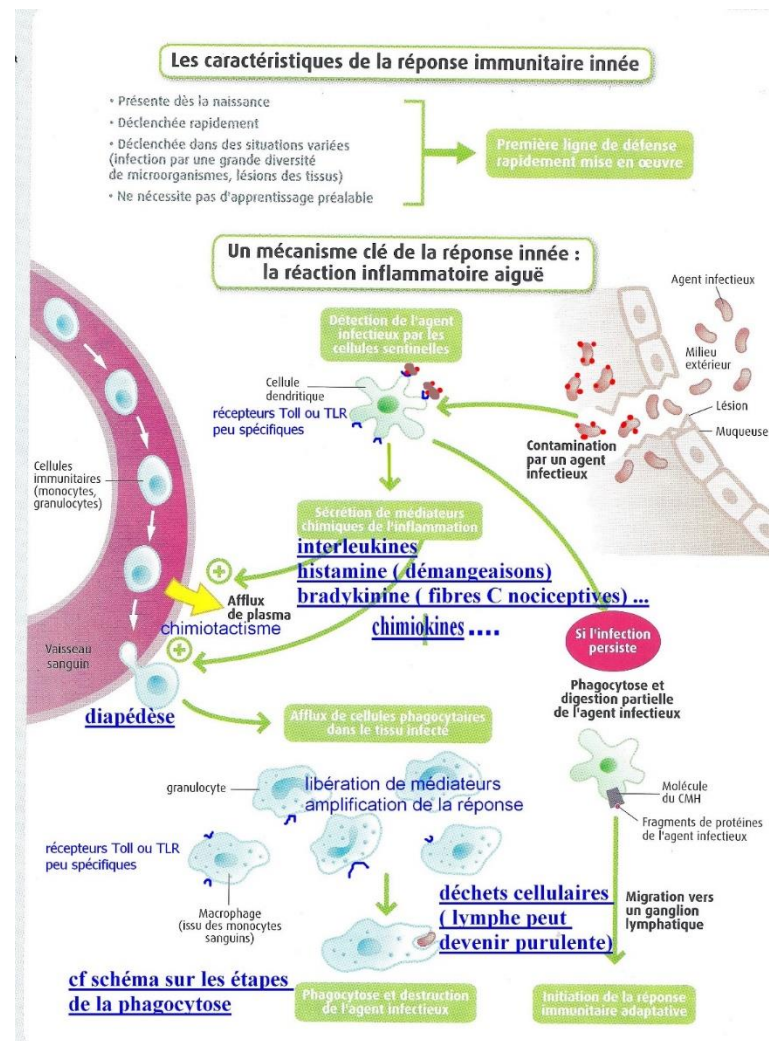 Les caractéristiques de la réponse immunitaire innée
• Présente dès la naissance
• Déclenchée rapidement
• Déclenchée dans des situations variées
(infection par une grande diversité
de microorganismes, lésions des tissus)
• Ne nécessite pas d'apprentissage préalable
Première ligne de défense
rapidement mise en œuvre
Un mécanisme clé de la réponse innée :
la réaction inflammatoire aiguë
Agent infectieux
Milieu
extérieur
Lésion
Muqueuse
Contamination
par un agent
infectieux
Détection de l'agent
infectieux par les
cellules sentinelles
Cellule
dendritique
récepteurs Toll ou TLR
peu spécifiques
Cellules
immunitaires
(monocytes,
granulocytes)
Sécrétion de médiateurs
chimiques de l'inflammation
interleukines
histamine ( démangeaisons)
bradykinine ( fibres C nociceptives) ...
chimiokines ....
+
Afflux
de plasma
chimiotactisme
+
Vaisseau
sanguin
diapédèse
Si l'infection
persiste
Phagocytose et
digestion partielle
de l'agent infectieux
Molécule
du CMH
Fragments de protéines
de l'agent infectieux
Afflux de cellules phagocytaires
dans le tissu infecté
granulocyte
libération de médiateurs
amplification de la réponse
récepteurs Toll ou TLR
peu spécifiques
Macrophage
(issu des monocytes
sanguins)
déchets cellulaires
( lymphe peut
devenir purulente)
Migration vers
un ganglion
lymphatique
cf schéma sur les étapes
de la phagocytose
Phagocytose et destruction
de l'agent infectieux
Initiation de la réponse
immunitaire adaptative